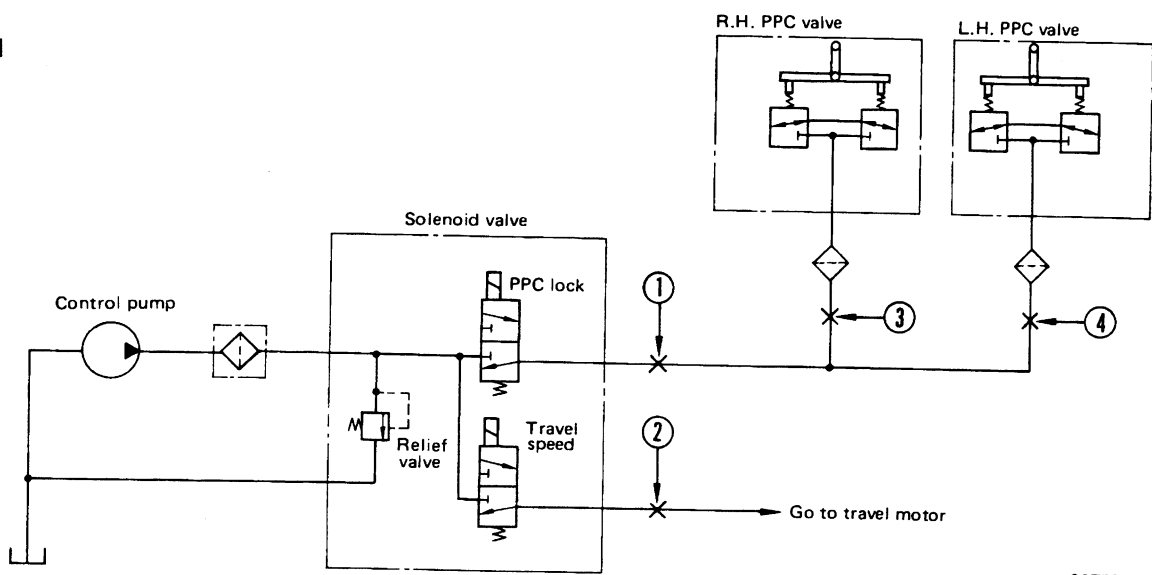 R.H. PPC valve
L.H. PPC valve
Solenoid valve
Control pump
PPC lock
1
3
4
Travel
speed
2
Relief
valve
Go to travel motor